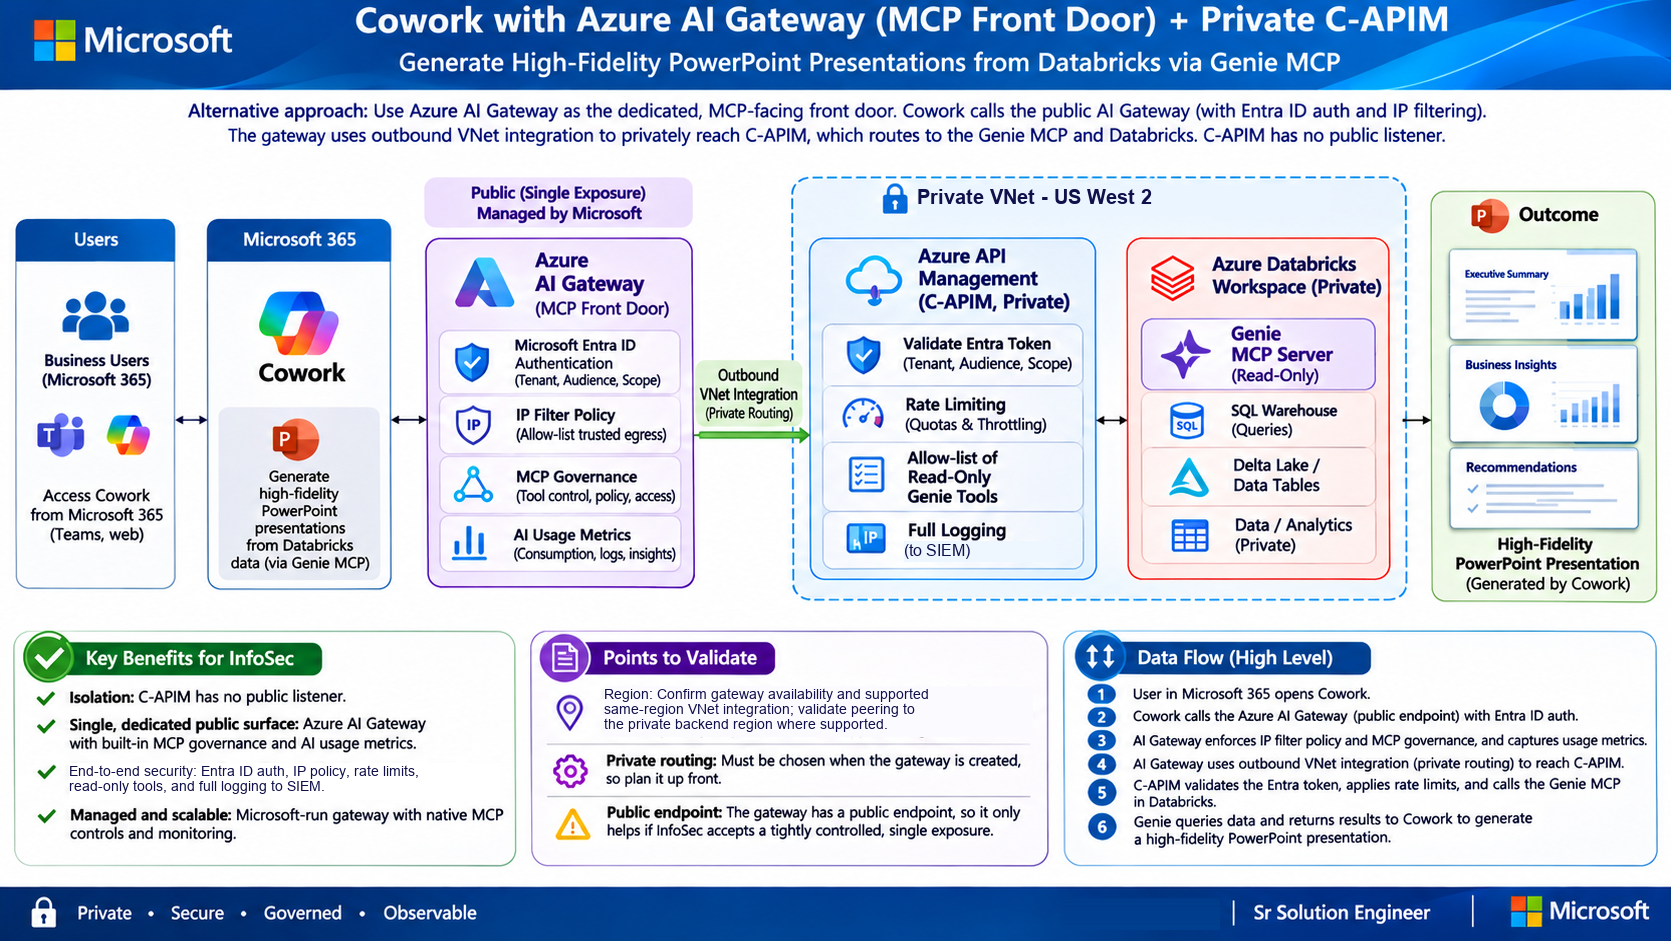 Microsoft
Cowork with Azure AI Gateway (MCP Front Door) + Private C-APIM
Generate High-Fidelity PowerPoint Presentations from Databricks via Genie MCP
Alternative approach: Use Azure AI Gateway as the dedicated, MCP-facing front door. Cowork calls the public AI Gateway (with Entra ID auth and IP filtering).
The gateway uses outbound VNet integration to privately reach C-APIM, which routes to the Genie MCP and Databricks. C-APIM has no public listener.
Users
Business Users
(Microsoft 365)
T
Access Cowork
from Microsoft 365
(Teams, web)
Microsoft 365
Cowork
P
Generate
high-fidelity
PowerPoint
presentations
from Databricks
data (via Genie MCP)
Public (Single Exposure)
Managed by Microsoft
Azure
AI Gateway
(MCP Front Door)
Microsoft Entra ID
Authentication
(Tenant, Audience, Scope)
IP
IP Filter Policy
(Allow-list trusted egress)
MCP Governance
(Tool control, policy, access)
AI Usage Metrics
(Consumption, logs, insights)
Outbound
VNet Integration
(Private Routing)
Private VNet - US West 2
Azure API
Management
(C-APIM, Private)
Validate Entra Token
(Tenant, Audience, Scope)
Rate Limiting
(Quotas & Throttling)
Allow-list of
Read-Only
Genie Tools
IP
Full Logging
(to SIEM)
Azure Databricks
Workspace (Private)
Genie
MCP Server
(Read-Only)
SQL
SQL Warehouse
(Queries)
Delta Lake /
Data Tables
Data / Analytics
(Private)
P
Outcome
Executive Summary
Business Insights
Recommendations
High-Fidelity
PowerPoint Presentation
(Generated by Cowork)
Key Benefits for InfoSec
Isolation: C-APIM has no public listener.
Single, dedicated public surface: Azure AI Gateway
with built-in MCP governance and AI usage metrics.
End-to-end security: Entra ID auth, IP policy, rate limits,
read-only tools, and full logging to SIEM.
Managed and scalable: Microsoft-run gateway with native MCP
controls and monitoring.
Points to Validate
Region: Confirm gateway availability and supported
same-region VNet integration; validate peering to
the private backend region where supported.
Private routing: Must be chosen when the gateway is created,
so plan it up front.
Public endpoint: The gateway has a public endpoint, so it only
helps if InfoSec accepts a tightly controlled, single exposure.
Data Flow (High Level)
1 User in Microsoft 365 opens Cowork.
2 Cowork calls the Azure AI Gateway (public endpoint) with Entra ID auth.
3 AI Gateway enforces IP filter policy and MCP governance, and captures usage metrics.
4 AI Gateway uses outbound VNet integration (private routing) to reach C-APIM.
5 C-APIM validates the Entra token, applies rate limits, and calls the Genie MCP
in Databricks.
6 Genie queries data and returns results to Cowork to generate
a high-fidelity PowerPoint presentation.
Private • Secure • Governed • Observable
Sr Solution Engineer
Microsoft